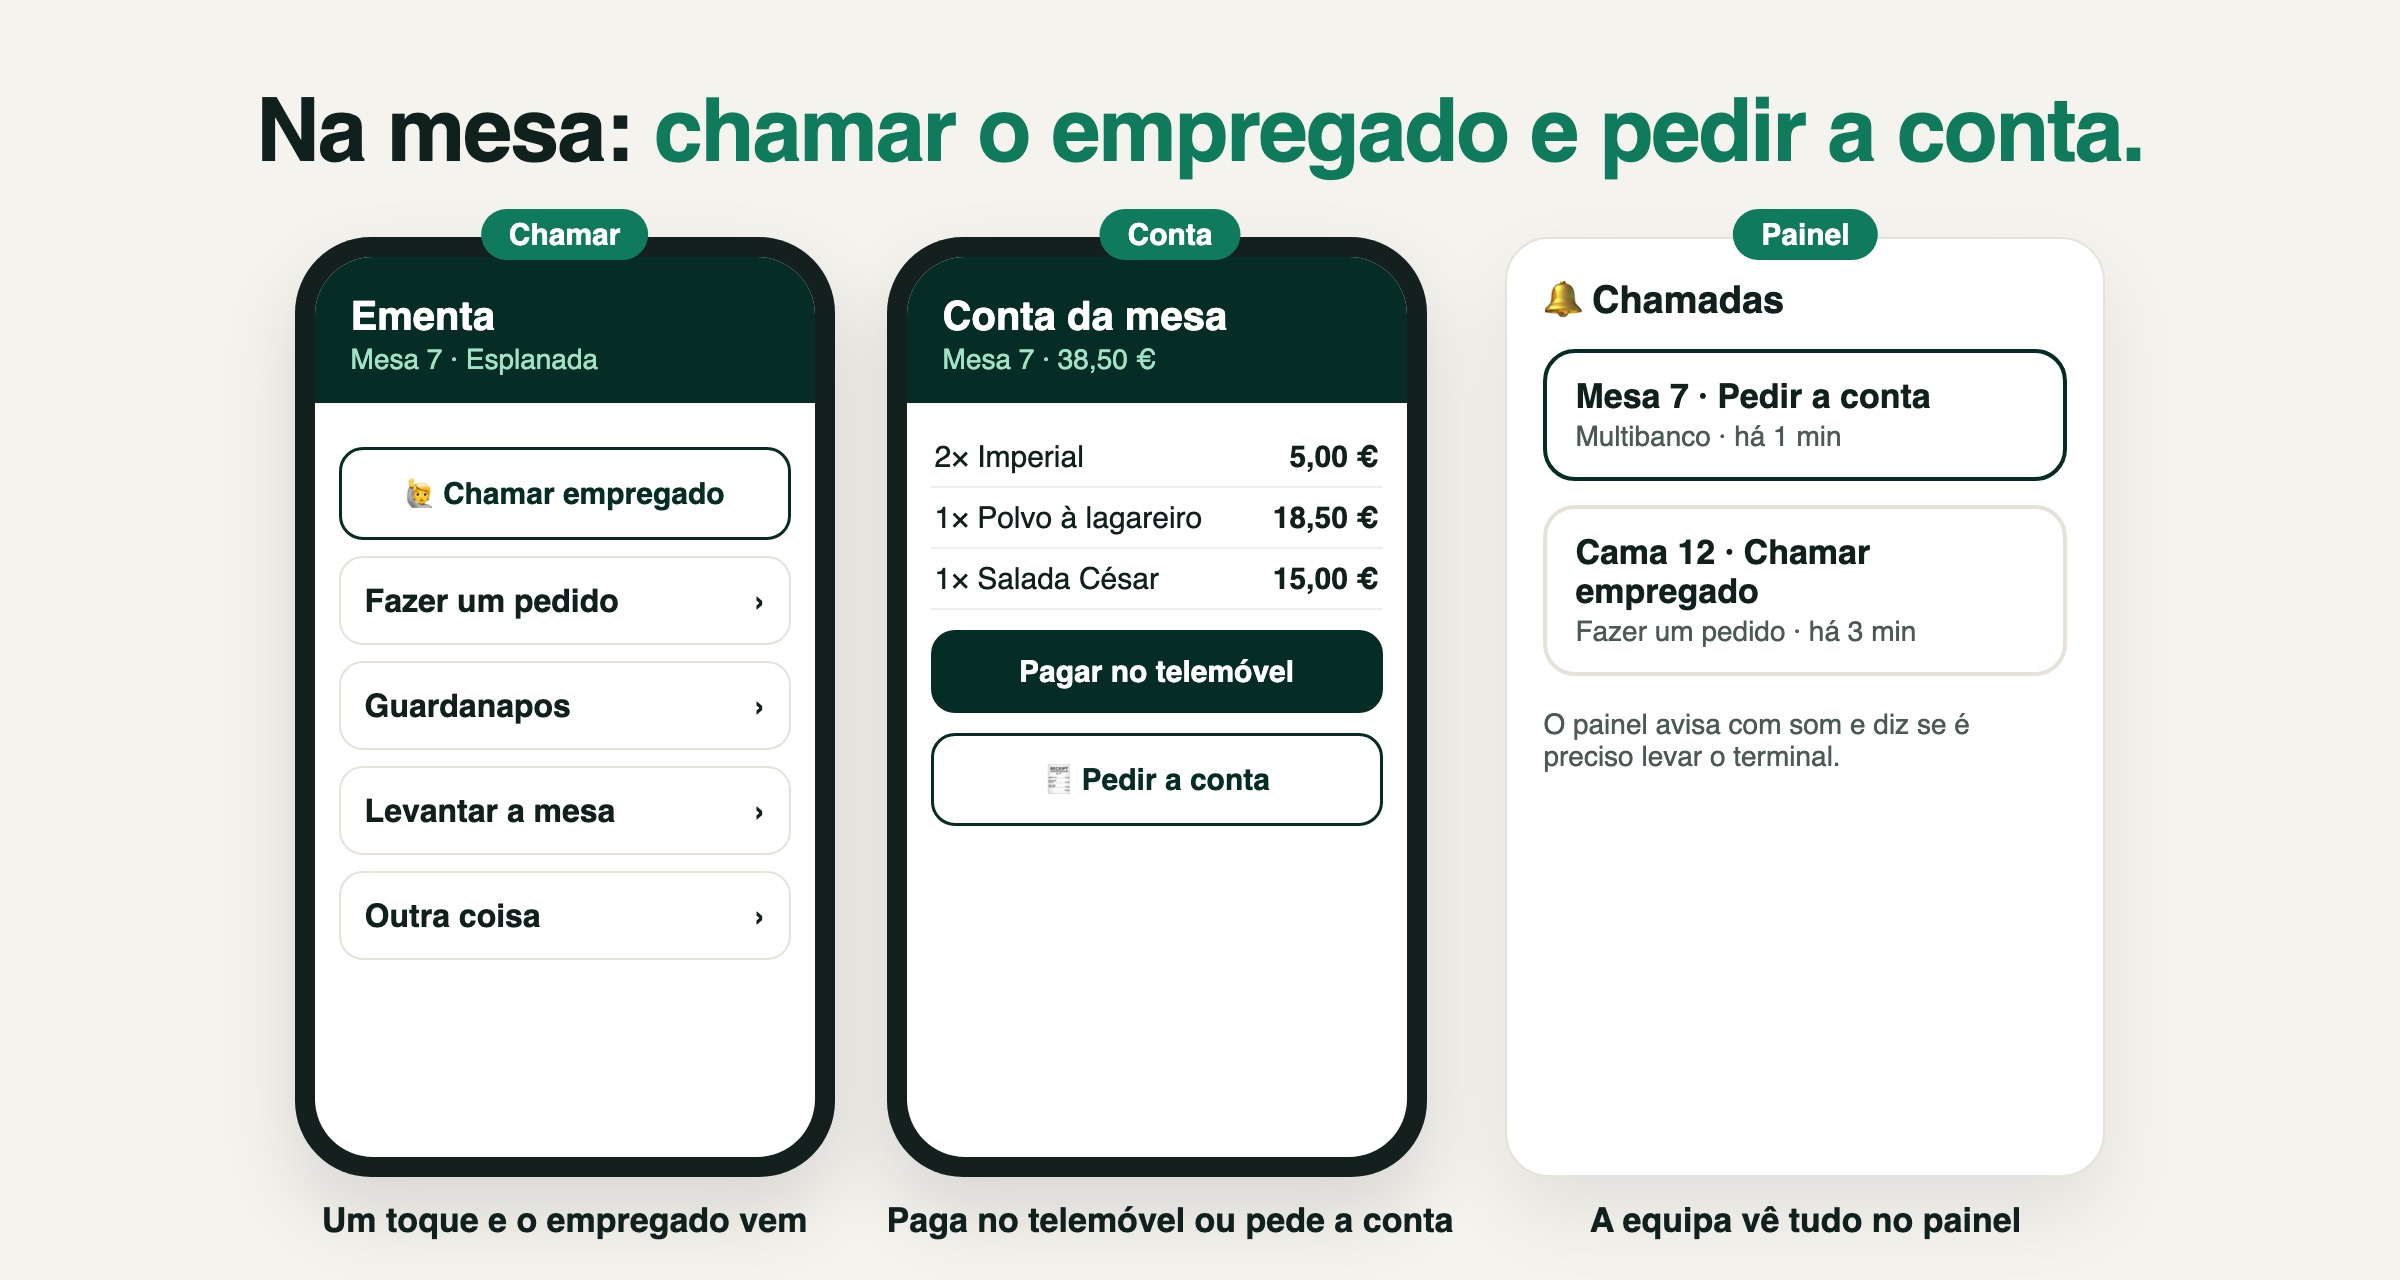 Na mesa: chamar o empregado e pedir a conta.
Chamar
Ementa
Mesa 7 · Esplanada
Chamar empregado
Fazer um pedido ›
Guardanapos ›
Levantar a mesa ›
Outra coisa ›
Um toque e o empregado vem
Conta
Conta da mesa
Mesa 7 · 38,50 €
2× Imperial 5,00 €
1× Polvo à lagareiro 18,50 €
1× Salada César 15,00 €
Pagar no telemóvel
Pedir a conta
Paga no telemóvel ou pede a conta
Painel
Chamadas
Mesa 7 · Pedir a conta
Multibanco · há 1 min
Cama 12 · Chamar
empregado
Fazer um pedido · há 3 min
O painel avisa com som e diz se é
preciso levar o terminal.
A equipa vê tudo no painel